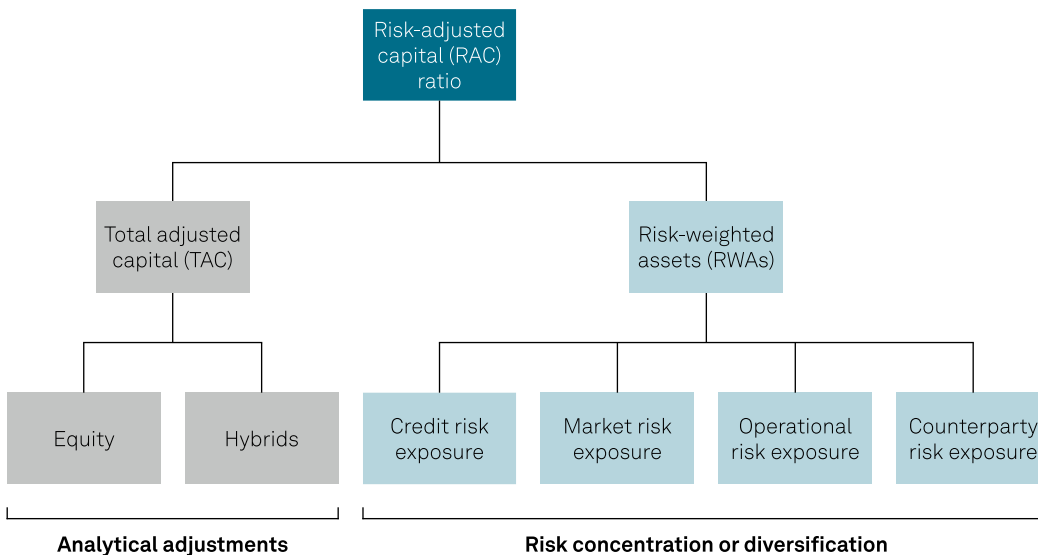 Risk-adjusted
capital (RAC)
ratio
Total adjusted
capital (TAC)
Risk-weighted
assets (RWAs)
Equity
Hybrids
Credit risk
exposure
Market risk
exposure
Operational
risk exposure
Counterparty
risk exposure
Analytical adjustments
Risk concentration or diversification